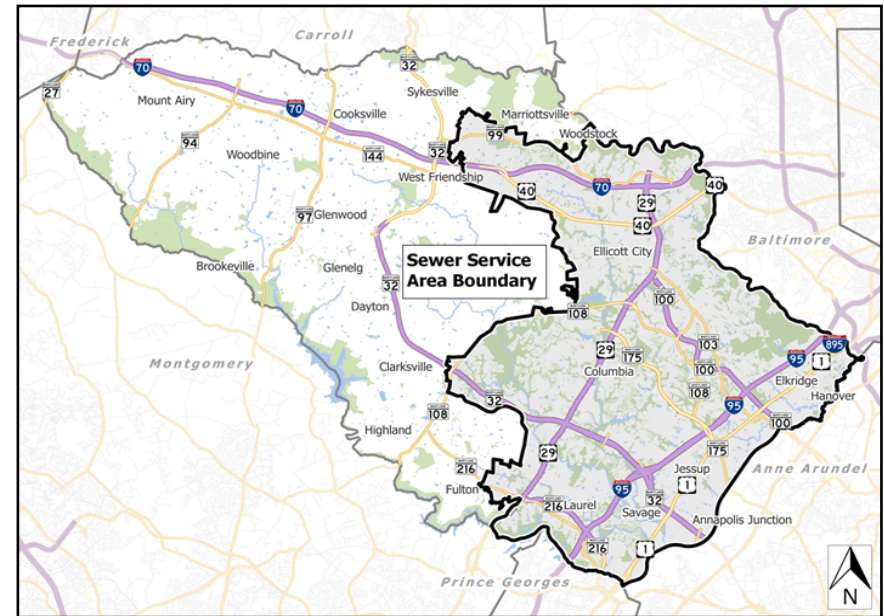 Frederick
Carroll
32
70
27
Sykesville
Mount Airy
70
Cooksville
Marriottsville
94
99
Woodstock
Woodbine
144
32
West Friendship
40
70
40
29
97
Glenwood
40
Ellicott City
Baltimore
Brookeville
Glenelg
Sewer Service
Area Boundary
32
Dayton
100
108
103
895
Montgomery
29
175
95
1
Clarksville
Columbia
100
Elkridge
32
108
95
Hanover
108
100
Highland
29
175
216
Jessup
Anne Arundel
Fulton
95
1
32
216
Laurel
Savage
Annapolis Junction
216
1
Prince Georges
N